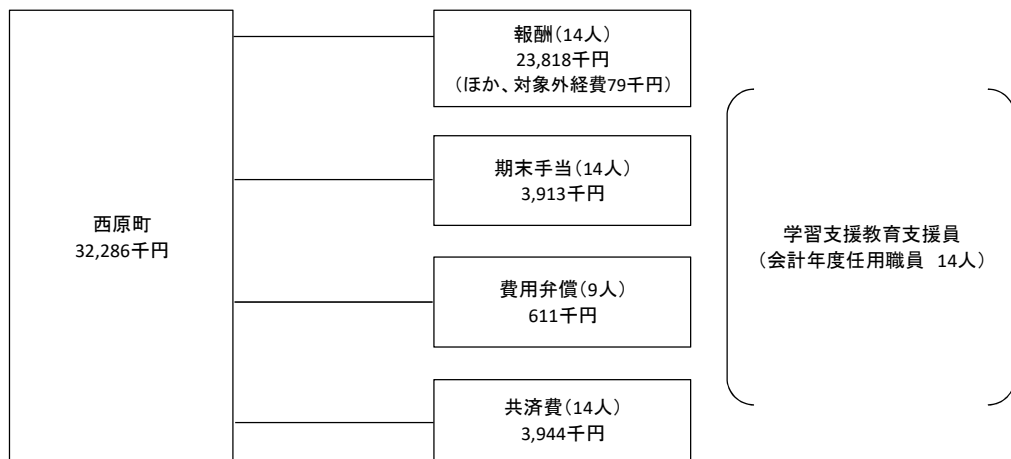 西原町
32,286千円
報酬（14人）
23,818千円
（ほか、対象外経費79千円）
期末手当（14人）
3,913千円
費用弁償（9人）
611千円
共済費（14人）
3,944千円
学習支援教育支援員
（会計年度任用職員　14人）